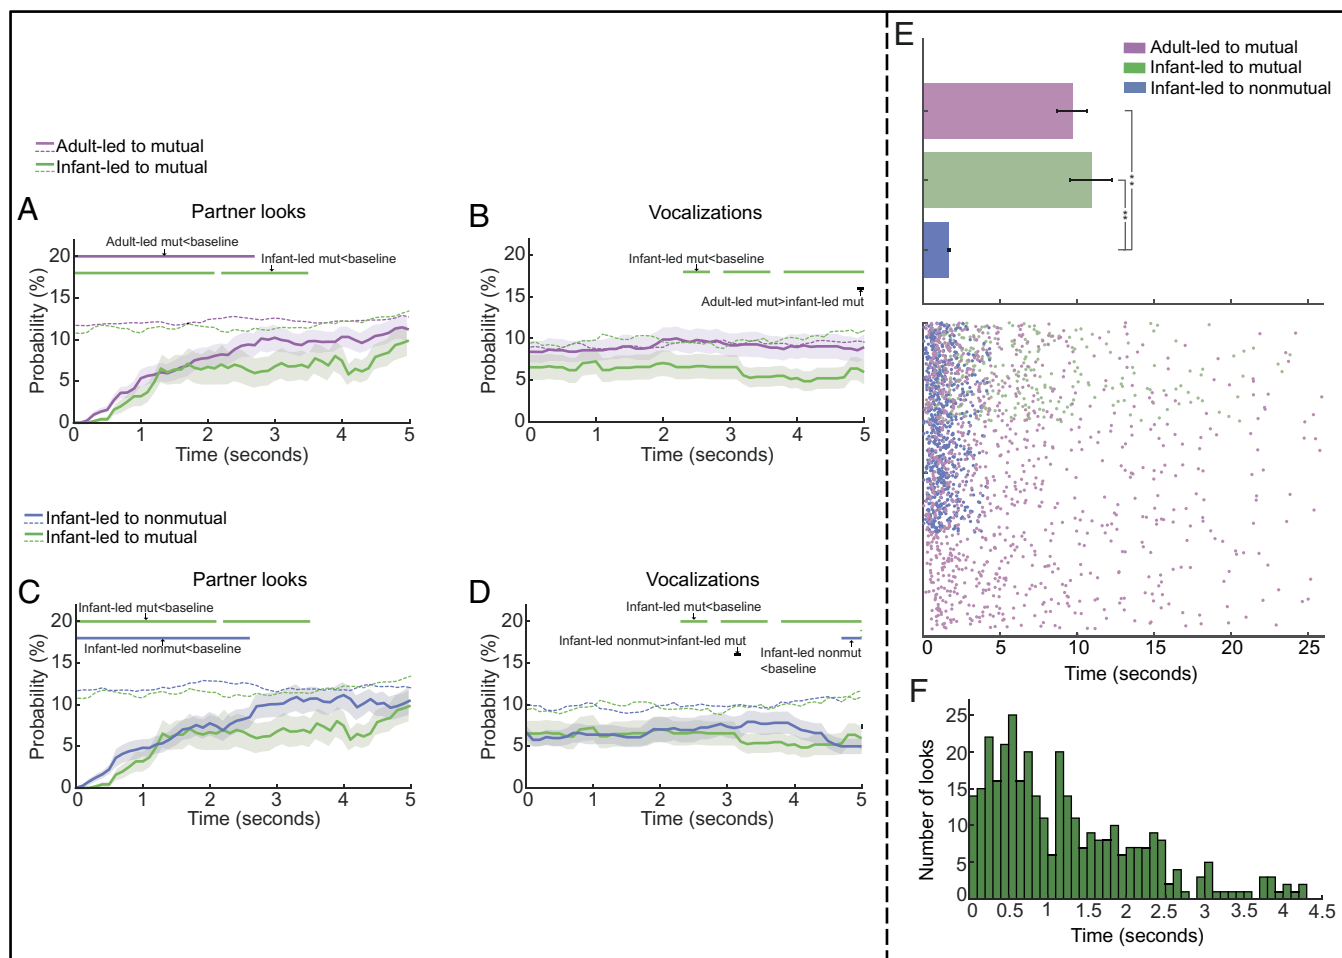 Adult-led to mutual
Infant-led to mutual
A
Partner looks
Adult-led mut<baseline
Infant-led mut<baseline
Probability (%)
20
15
10
5
0
0 1 2 3 4 5
Time (seconds)
B
Vocalizations
Infant-led mut<baseline
Adult-led mut>infant-led mut
Probability (%)
20
15
10
5
0
0 1 2 3 4 5
Time (seconds)
Infant-led to nonmutual
Infant-led to mutual
C
Partner looks
Infant-led mut<baseline
Infant-led nonmut<baseline
Probability (%)
20
15
10
5
0
0 1 2 3 4 5
Time (seconds)
D
Vocalizations
Infant-led mut<baseline
Infant-led nonmut>infant-led mut
Infant-led nonmut
<baseline
Probability (%)
20
15
10
5
0
0 1 2 3 4 5
Time (seconds)
E
Adult-led to mutual
Infant-led to mutual
Infant-led to nonmutual
**
**
0 5 10 15 20 25
Time (seconds)
F
Number of looks
25
20
15
10
5
0
0 0.5 1 1.5 2 2.5 3 3.5 4 4.5
Time (seconds)